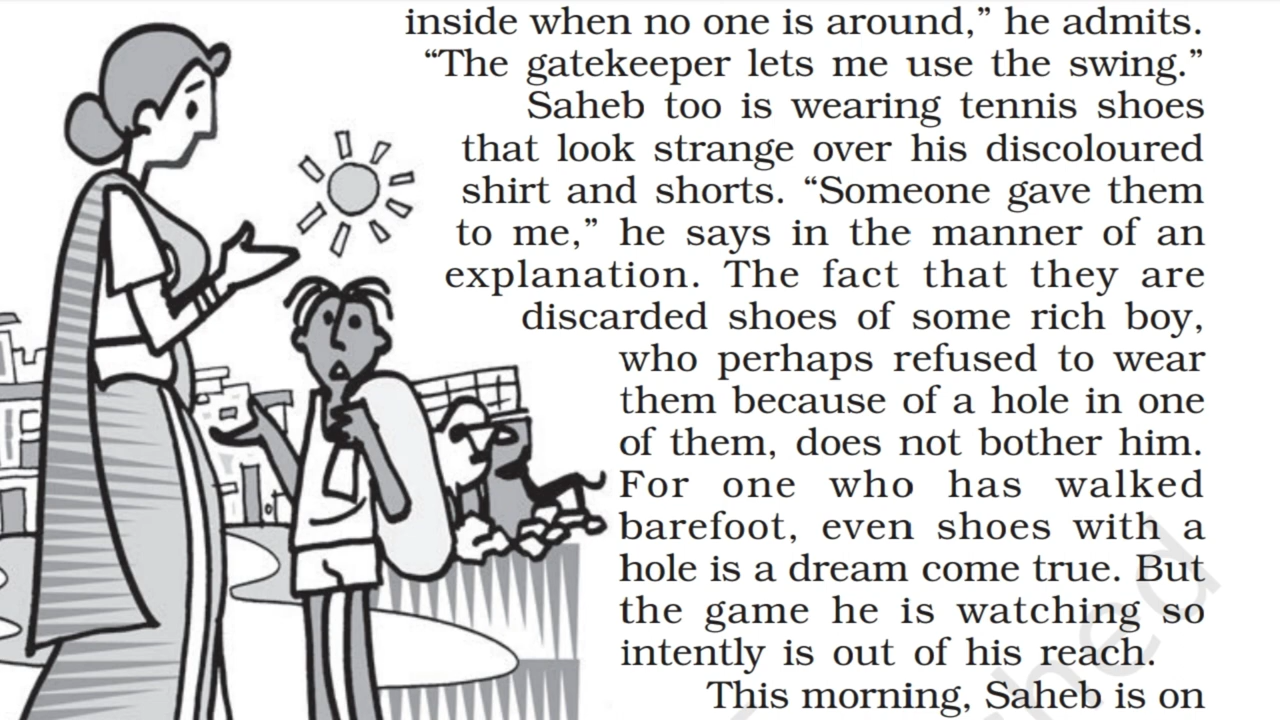 inside when no one is around,” he admits.
“The gatekeeper lets me use the swing.”
Saheb too is wearing tennis shoes
that look strange over his discoloured
shirt and shorts. “Someone gave them
to me,” he says in the manner of an
explanation. The fact that they are
discarded shoes of some rich boy,
who perhaps refused to wear
them because of a hole in one
of them, does not bother him.
For one who has walked
barefoot, even shoes with a
hole is a dream come true. But
the game he is watching so
intently is out of his reach.
This morning, Saheb is on